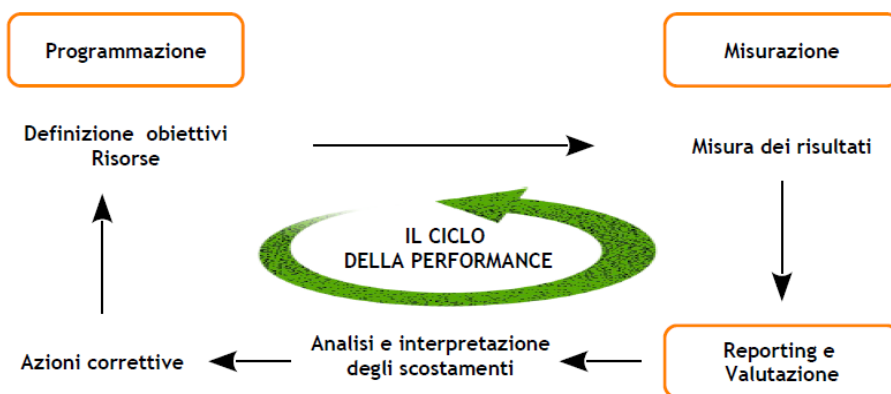 Programmazione
Misurazione
Definizione obiettivi
Risorse
Misura dei risultati
IL CICLO
DELLA PERFORMANCE
Azioni correttive
Analisi e interpretazione
degli scostamenti
Reporting e
Valutazione